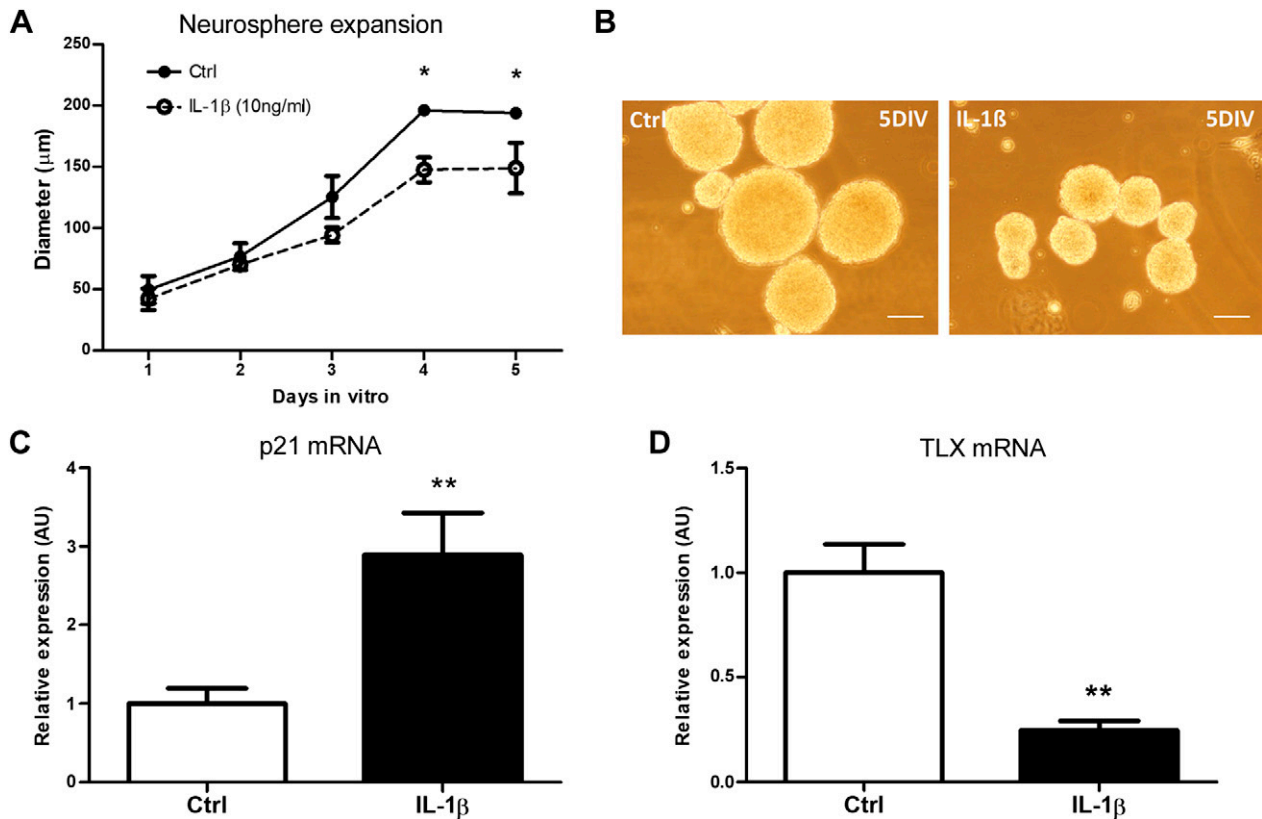 A
Neurosphere expansion
250
200
150
100
50
0
Diameter (μm)
Ctrl
IL-1β (10ng/ml)
*
*
1
2
3
4
5
Days in vitro
B
Ctrl
5DIV
IL-1ß
5DIV
C
p21 mRNA
4
3
2
1
0
Relative expression (AU)
**
Ctrl
IL-1β
D
TLX mRNA
1.5
1.0
0.5
0.0
Relative expression (AU)
**
Ctrl
IL-1β